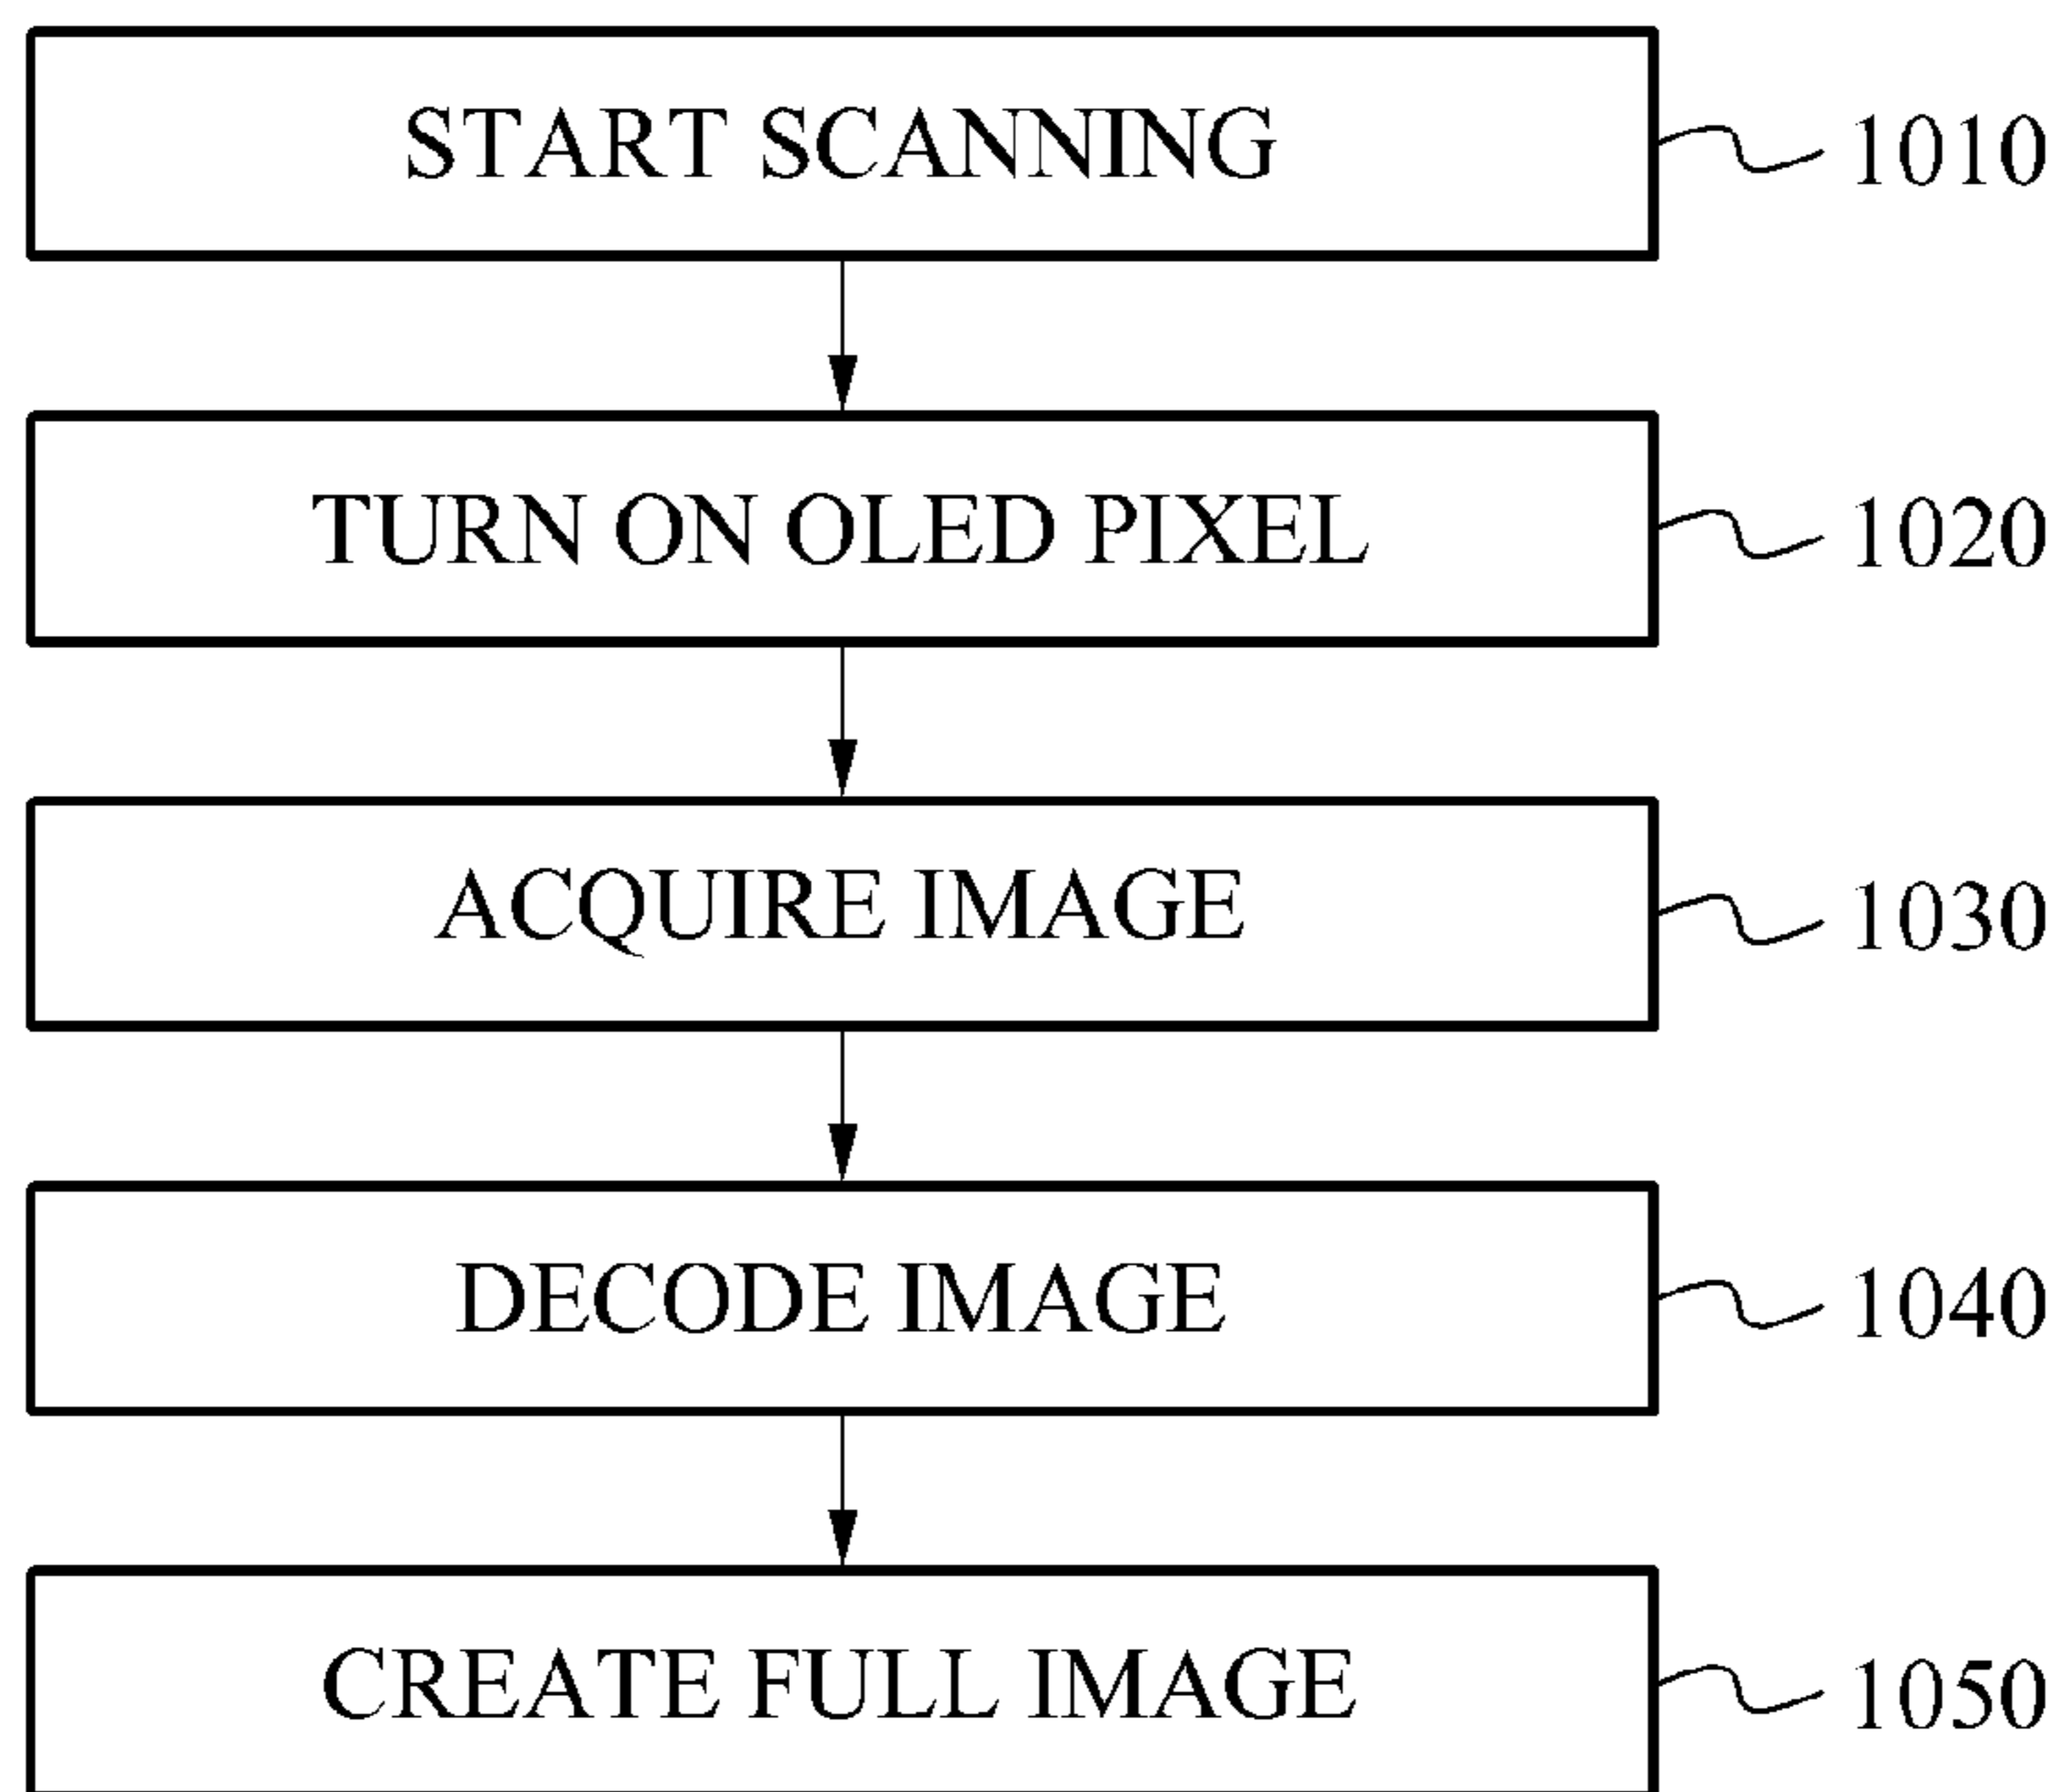 START SCANNING 1010
TURN ON OLED PIXEL 1020
ACQUIRE IMAGE 1030
DECODE IMAGE 1040
CREATE FULL IMAGE 1050